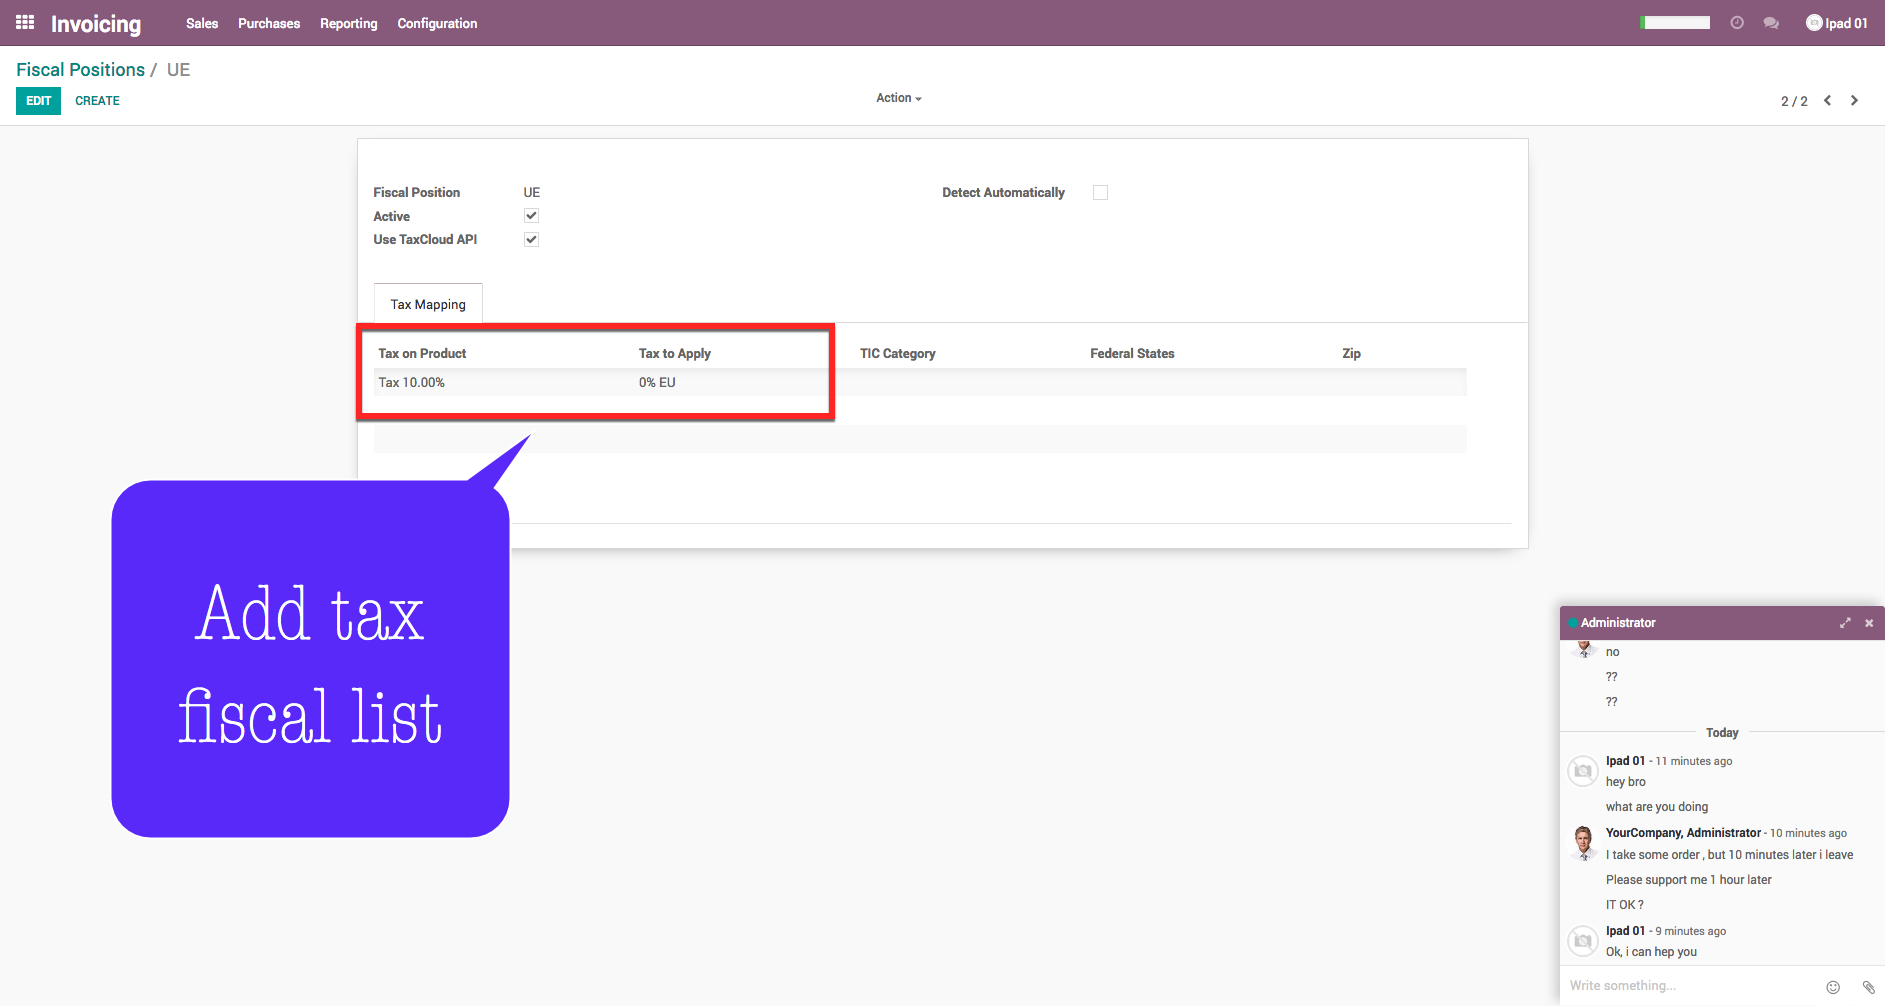 Invoicing Sales Purchases Reporting Configuration Ipad 01
Fiscal Positions / UE
EDIT CREATE Action 2 / 2
Fiscal Position UE Detect Automatically
Active
Use TaxCloud API
Tax Mapping
Tax on Product Tax to Apply TIC Category Federal States Zip
Tax 10.00% 0% EU
Add tax
fiscal list
Administrator
no
??
??
Today
Ipad 01 - 11 minutes ago
hey bro
what are you doing
YourCompany, Administrator - 10 minutes ago
I take some order , but 10 minutes later i leave
Please support me 1 hour later
IT OK ?
Ipad 01 - 9 minutes ago
Ok, i can hep you
Write something...